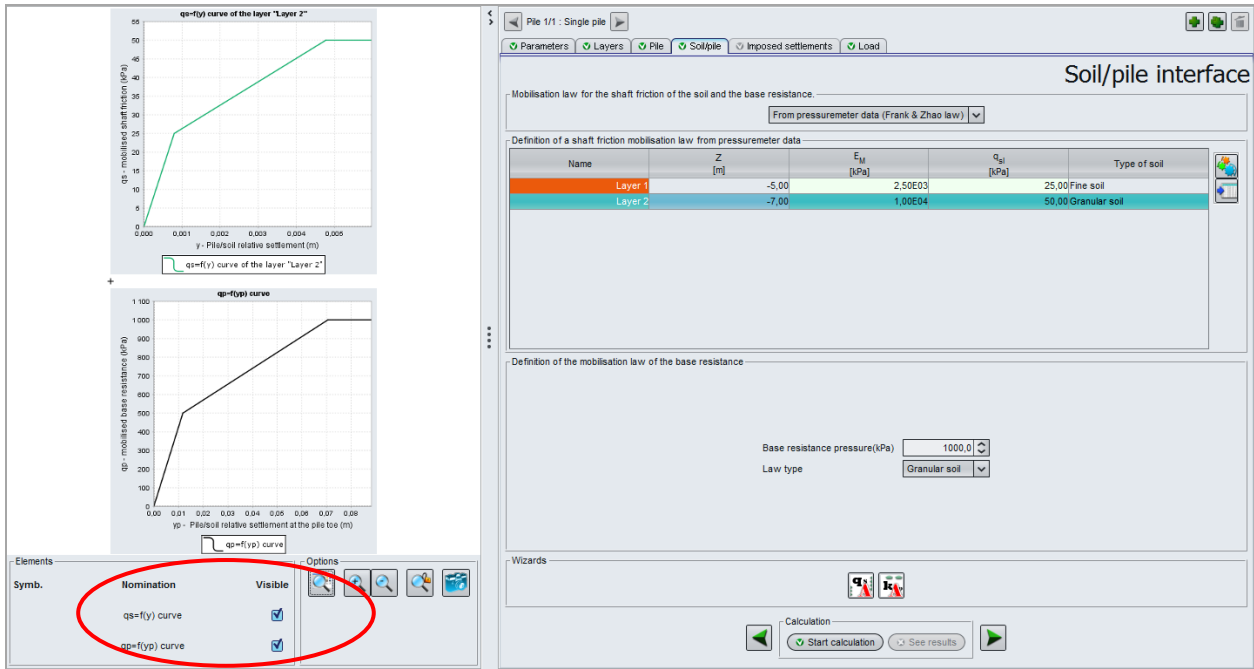 qs=f(y) curve of the layer "Layer 2"
55
50
45
40
35
30
25
20
15
10
5
0
qs - mobilised shaft friction (kPa)
0,000 0,001 0,002 0,003 0,004 0,005
y - Pile/soil relative settlement (m)
qs=f(y) curve of the layer "Layer 2"
qp=f(yp) curve
1 100
1 000
900
800
700
600
500
400
300
200
100
0
qp - mobilised base resistance (kPa)
0,00 0,01 0,02 0,03 0,04 0,05 0,06 0,07 0,08
yp - Pile/soil relative settlement at the pile toe (m)
qp=f(yp) curve
Elements
Symb. Nomination Visible
qs=f(y) curve
qp=f(yp) curve
Options
Pile 1/1 : Single pile
Parameters Layers Pile Soil/pile Imposed settlements Load
Soil/pile interface
Mobilisation law for the shaft friction of the soil and the base resistance.
From pressuremeter data (Frank & Zhao law)
Definition of a shaft friction mobilisation law from pressuremeter data
Name Z [m] EM [kPa] qsl [kPa] Type of soil
Layer 1 -5,00 2,50E03 25,00 Fine soil
Layer 2 -7,00 1,00E04 50,00 Granular soil
Definition of the mobilisation law of the base resistance
Base resistance pressure(kPa) 1000,0
Law type Granular soil
Wizards
Calculation
Start calculation See results